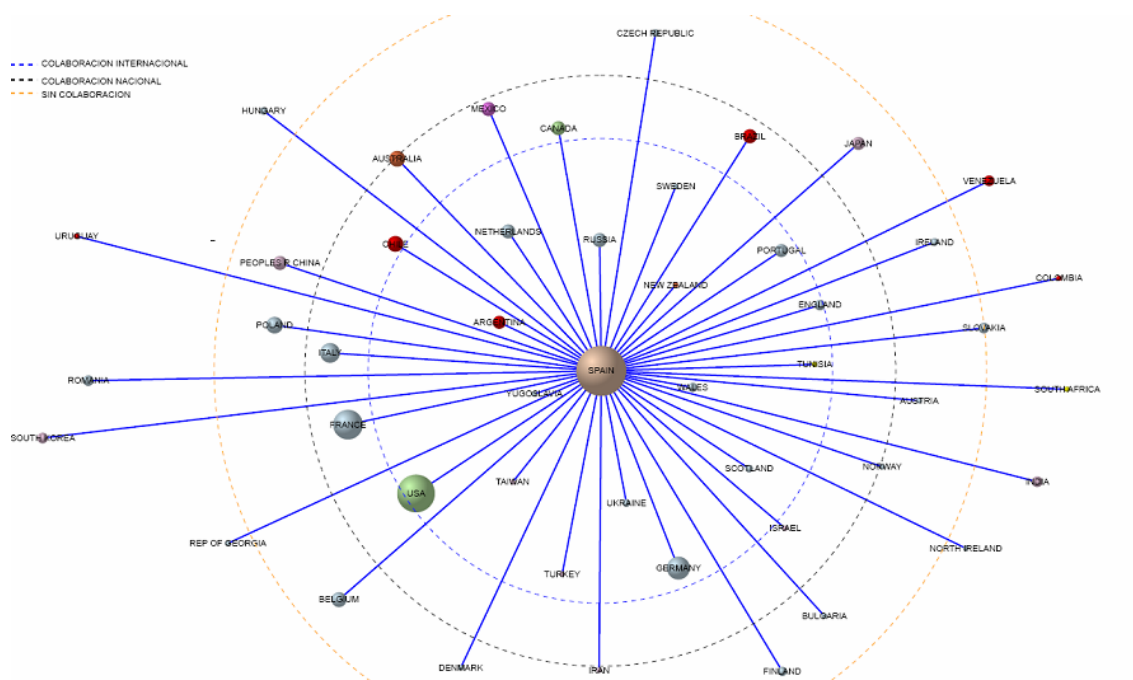 CZECH REPUBLIC
COLABORACION INTERNACIONAL
COLABORACION NACIONAL
SIN COLABORACION
HUNGARY
MEXICO
CANADA
BRAZIL
JAPAN
AUSTRALIA
VENEZUELA
SWEDEN
URUGUAY
CHILE
NETHERLANDS
RUSSIA
PORTUGAL
IRELAND
PEOPLES R CHINA
COLOMBIA
NEW ZEALAND
ENGLAND
POLAND
ARGENTINA
SLOVAKIA
ITALY
TUNISIA
SPAIN
ROMANIA
YUGOSLAVIA
WALES
SOUTH AFRICA
AUSTRIA
FRANCE
SOUTH KOREA
USA
TAIWAN
SCOTLAND
NORWAY
INDIA
UKRAINE
ISRAEL
REP OF GEORGIA
NORTH IRELAND
TURKEY
GERMANY
BELGIUM
BULGARIA
DENMARK
IRAN
FINLAND